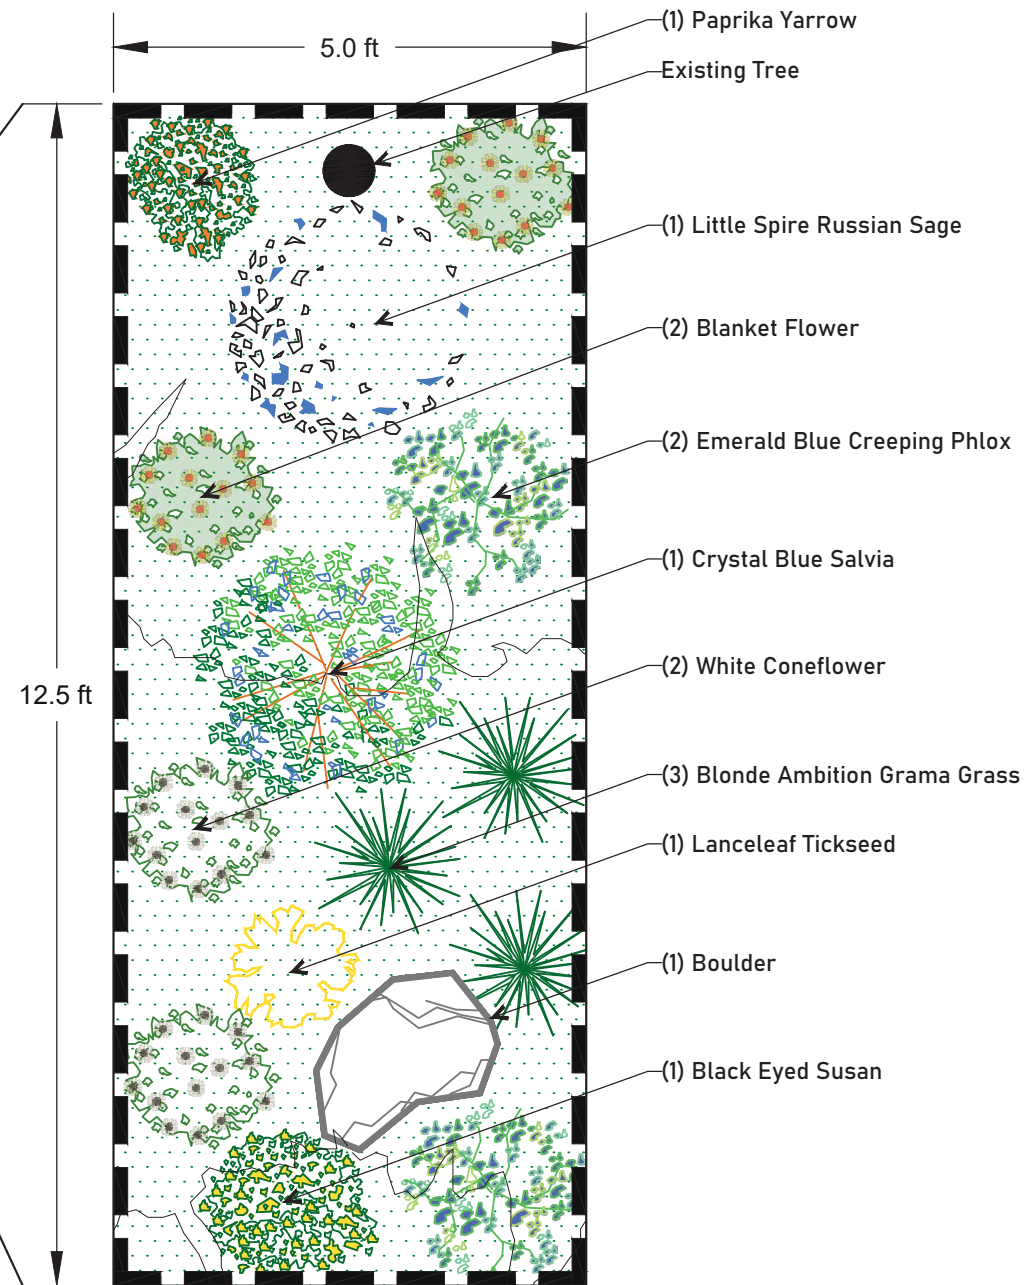 (1) Paprika Yarrow
5.0 ft
Existing Tree
(1) Little Spire Russian Sage
(2) Blanket Flower
(2) Emerald Blue Creeping Phlox
(1) Crystal Blue Salvia
(2) White Coneflower
12.5 ft
(3) Blonde Ambition Grama Grass
(1) Lanceleaf Tickseed
(1) Boulder
(1) Black Eyed Susan